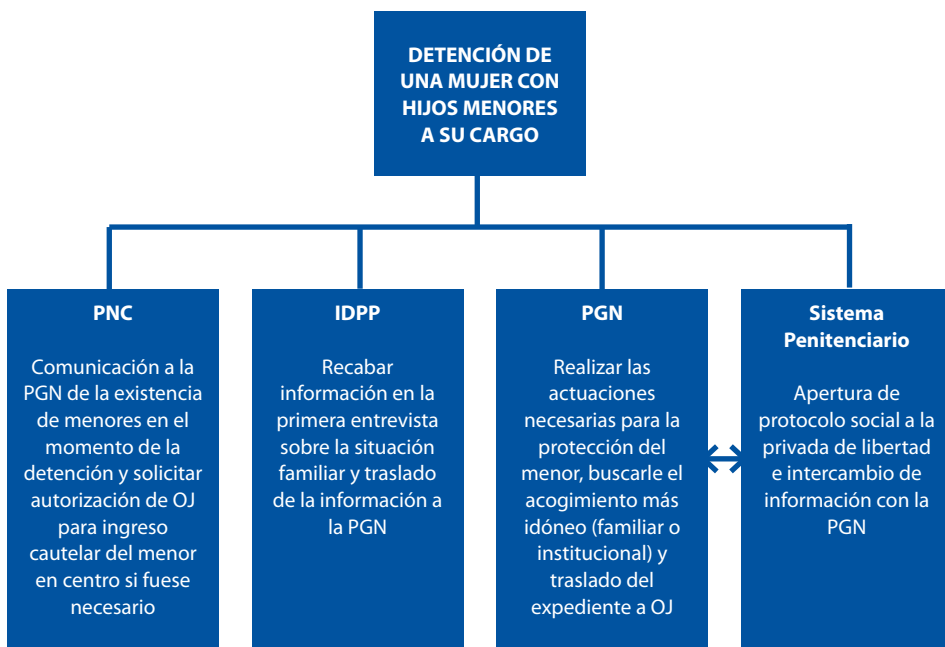 DETENCIÓN DE
UNA MUJER CON
HIJOS MENORES
A SU CARGO
PNC
Comunicación a la
PGN de la existencia
de menores en el
momento de la
detención y solicitar
autorización de OJ
para ingreso
cautelar del menor
en centro si fuese
necesario
IDPP
Recabar
información en la
primera entrevista
sobre la situación
familiar y traslado
de la información a
la PGN
PGN
Realizar las
actuaciones
necesarias para la
protección del
menor, buscarle el
acogimiento más
idóneo (familiar o
institucional) y
traslado del
expediente a OJ
Sistema
Penitenciario
Apertura de
protocolo social a la
privada de libertad
e intercambio de
información con la
PGN